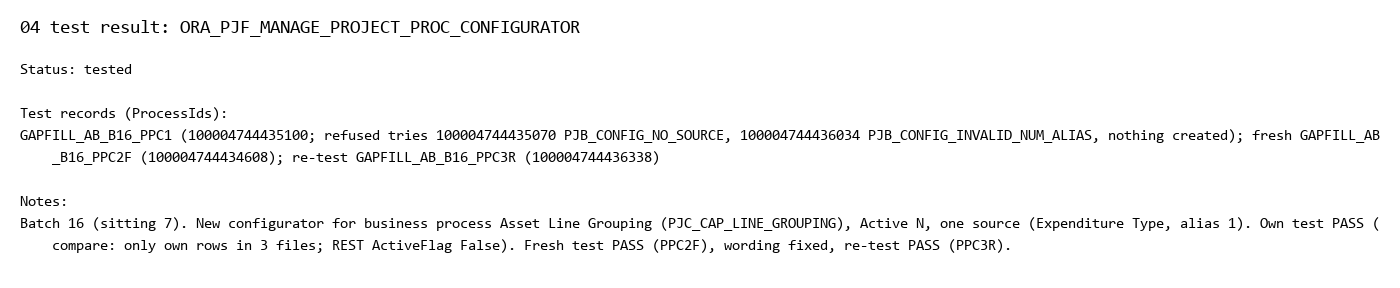 04 test result: ORA_PJF_MANAGE_PROJECT_PROC_CONFIGURATOR
Status: tested
Test records (ProcessIds):
GAPFILL_AB_B16_PPC1 (100004744435100; refused tries 100004744435070 PJB_CONFIG_NO_SOURCE, 100004744436034 PJB_CONFIG_INVALID_NUM_ALIAS, nothing created); fresh GAPFILL_AB
_B16_PPC2F (100004744434608); re-test GAPFILL_AB_B16_PPC3R (100004744436338)
Notes:
Batch 16 (sitting 7). New configurator for business process Asset Line Grouping (PJC_CAP_LINE_GROUPING), Active N, one source (Expenditure Type, alias 1). Own test PASS (
compare: only own rows in 3 files; REST ActiveFlag False). Fresh test PASS (PPC2F), wording fixed, re-test PASS (PPC3R).